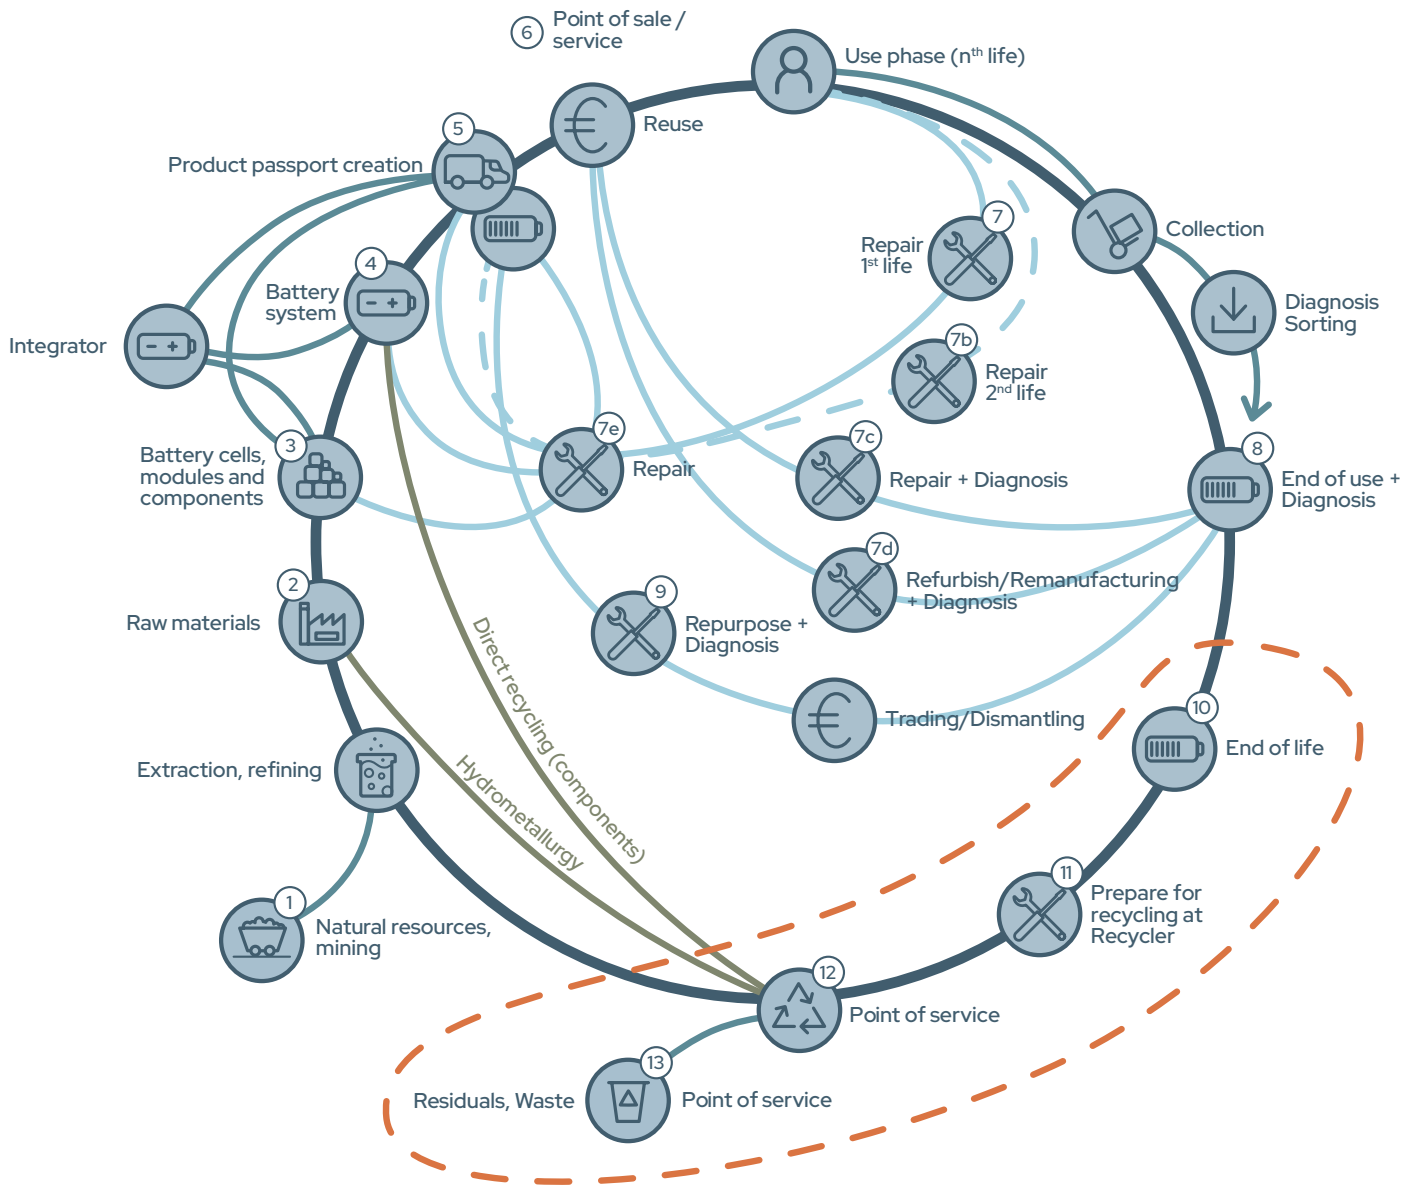 6
Point of sale /
service
Use phase (nth life)
Reuse
5
Product passport creation
7
Repair
1st life
Collection
4
Battery
system
Integrator
Diagnosis
Sorting
7b
Repair
2nd life
3
Battery cells,
modules and
components
7e
Repair
7c
Repair + Diagnosis
8
End of use +
Diagnosis
7d
Refurbish/Remanufacturing
+ Diagnosis
2
Raw materials
9
Repurpose +
Diagnosis
Direct recycling (components)
Hydrometallurgy
Trading/Dismantling
10
End of life
Extraction, refining
1
Natural resources,
mining
11
Prepare for
recycling at
Recycler
12
Point of service
13
Residuals, Waste
Point of service